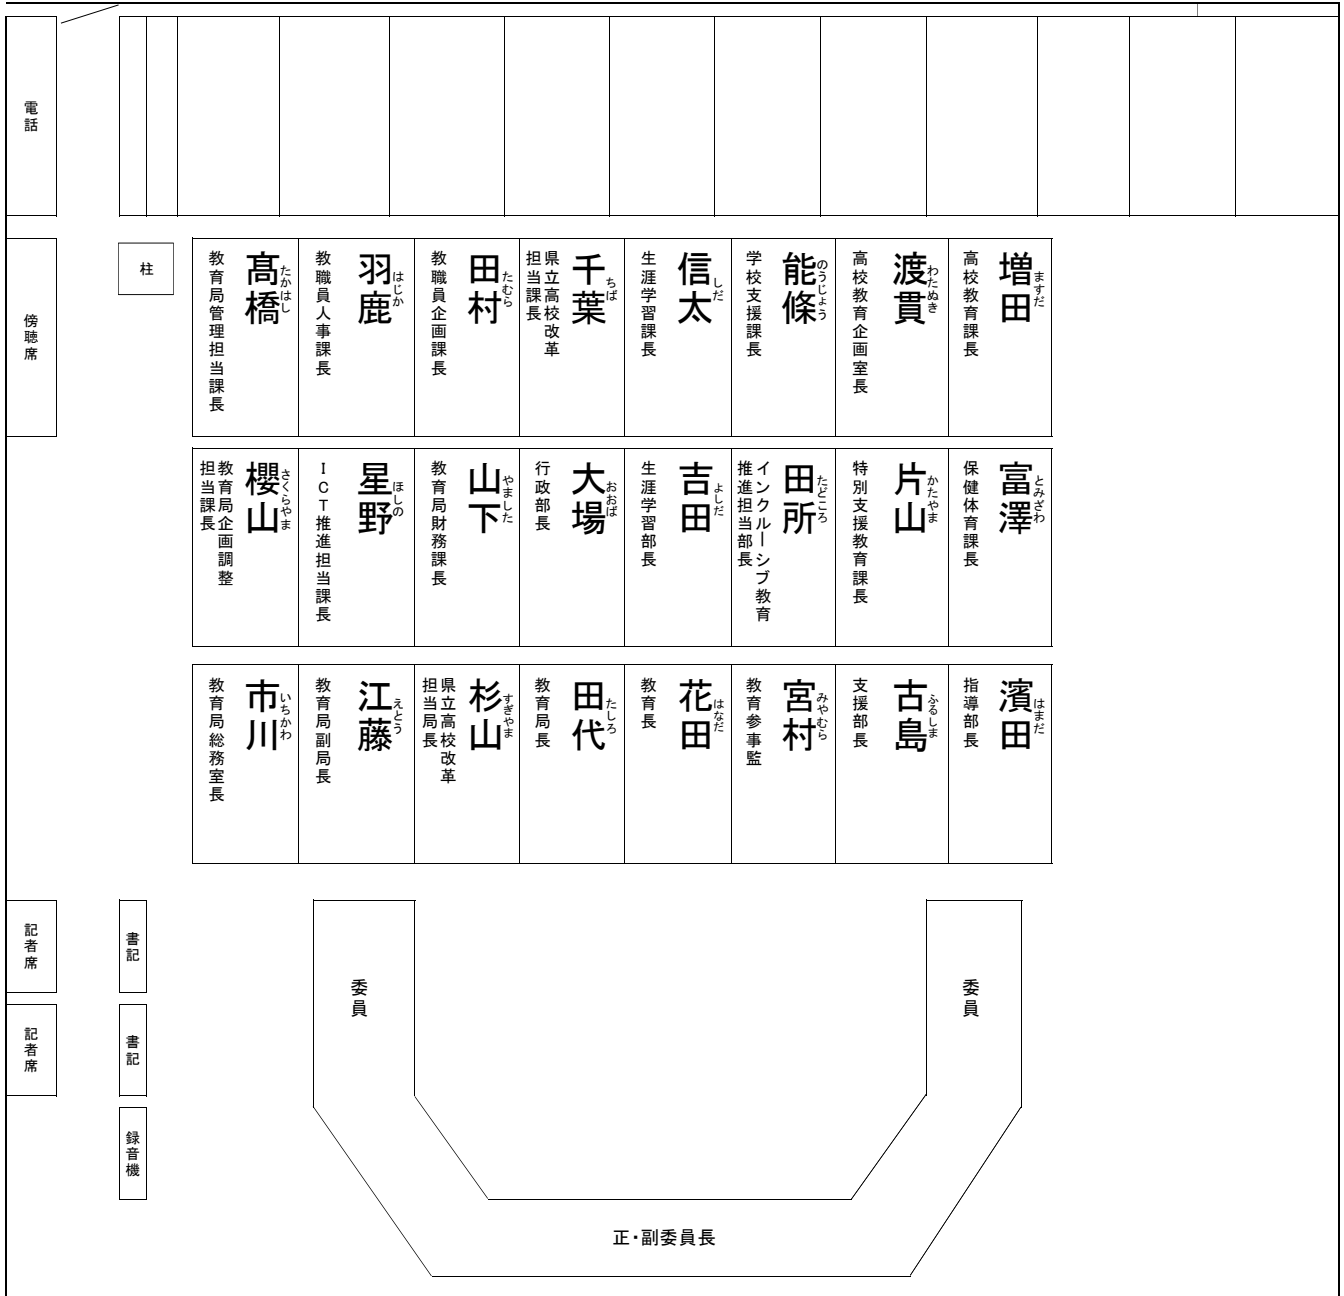 電話
柱
傍聴席
増田
ますだ
高校教育課長
渡貫
わたぬき
高校教育企画室長
能條
のうじょう
学校支援課長
信太
しだ
生涯学習課長
千葉
ちば
県立高校改革
担当課長
田村
たむら
教職員企画課長
羽鹿
はじか
教職員人事課長
髙橋
たかはし
教育局管理担当課長
富澤
とみざわ
保健体育課長
片山
かたやま
特別支援教育課長
田所
たどころ
インクルーシブ教育
推進担当部長
吉田
よしだ
生涯学習部長
大場
おおば
行政部長
山下
やました
教育局財務課長
星野
ほしの
ICT推進担当課長
櫻山
さくらやま
教育局企画調整
担当課長
濱田
はまだ
指導部長
古島
ふるしま
支援部長
宮村
みやむら
教育参事監
花田
はなだ
教育長
田代
たしろ
教育局長
杉山
すぎやま
県立高校改革
担当局長
江藤
えとう
教育局副局長
市川
いちかわ
教育局総務室長
記者席
書記
委員
委員
記者席
書記
録音機
正・副委員長